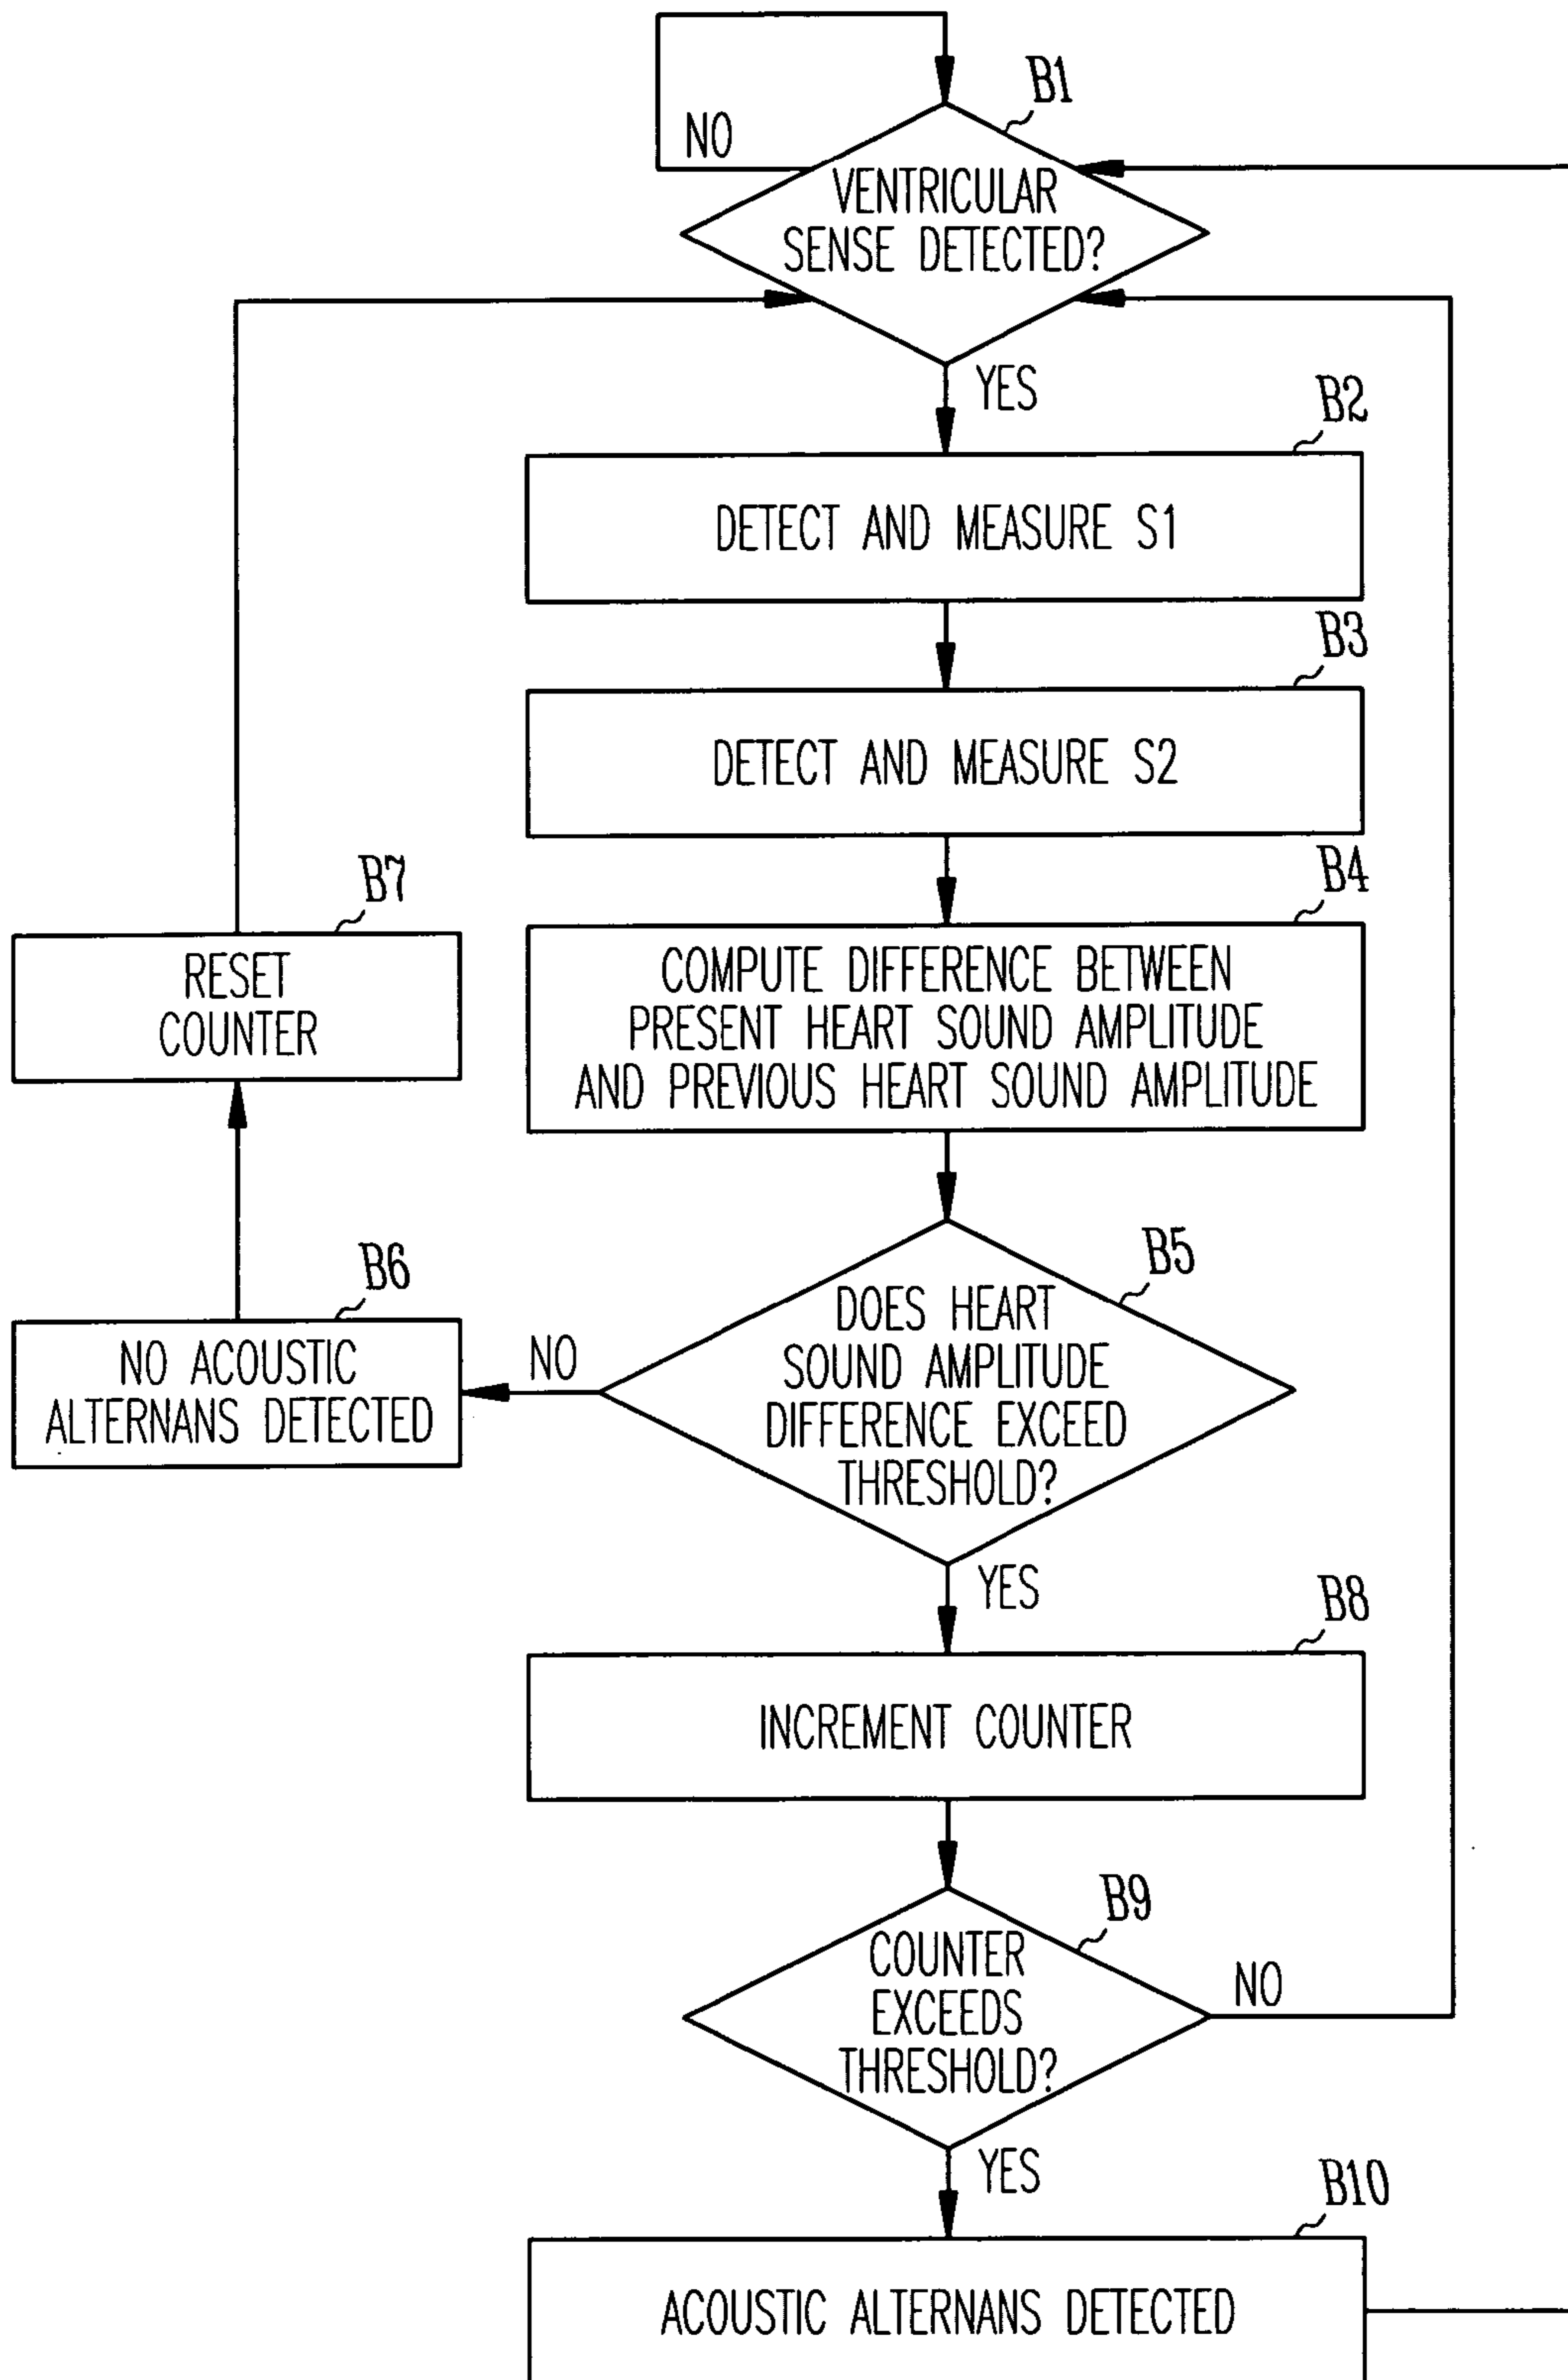 B1
NO
VENTRICULAR
SENSE DETECTED?
YES
B2
DETECT AND MEASURE S1
B3
DETECT AND MEASURE S2
B4
COMPUTE DIFFERENCE BETWEEN
PRESENT HEART SOUND AMPLITUDE
AND PREVIOUS HEART SOUND AMPLITUDE
B7
RESET
COUNTER
B5
DOES HEART
SOUND AMPLITUDE
DIFFERENCE EXCEED
THRESHOLD?
NO
B6
NO ACOUSTIC
ALTERNANS DETECTED
YES
B8
INCREMENT COUNTER
B9
COUNTER
EXCEEDS
THRESHOLD?
NO
YES
B10
ACOUSTIC ALTERNANS DETECTED